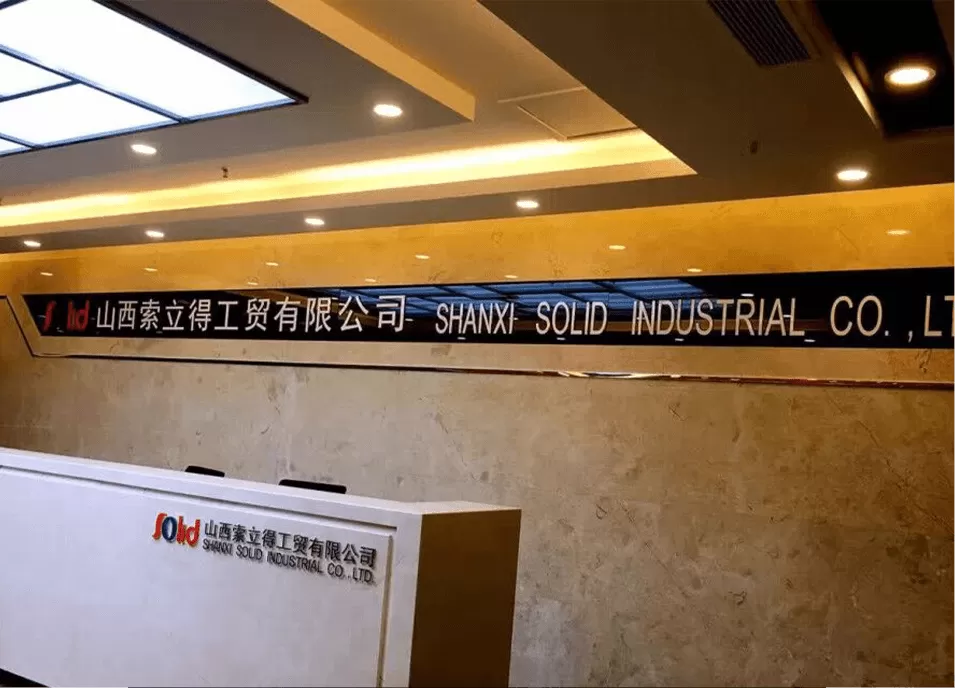 Solid 山西索立得工贸有限公司 SHANXI SOLID INDUSTRIAL CO.,LT
Solid 山西索立得工贸有限公司
SHANXI SOLID INDUSTRIAL CO.,LTD.